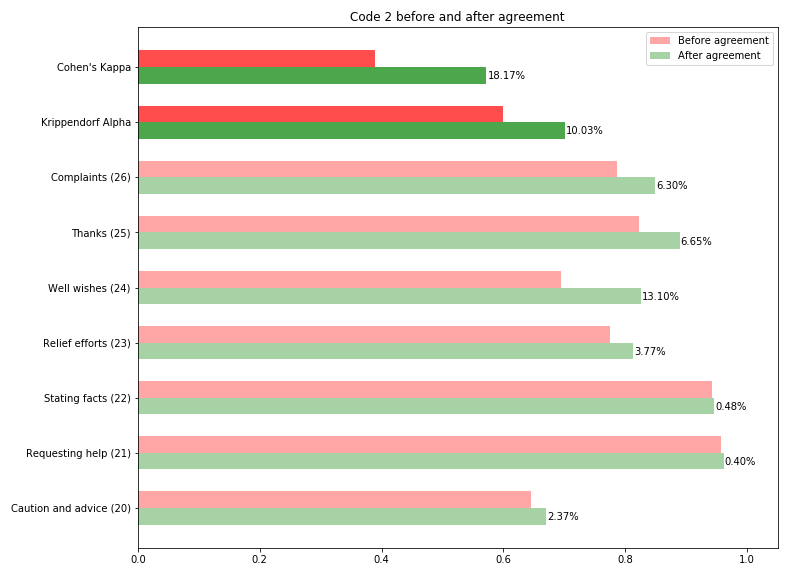 Code 2 before and after agreement
Before agreement
After agreement
Cohen's Kappa
18.17%
Krippendorf Alpha
10.03%
Complaints (26)
6.30%
Thanks (25)
6.65%
Well wishes (24)
13.10%
Relief efforts (23)
3.77%
Stating facts (22)
0.48%
Requesting help (21)
0.40%
Caution and advice (20)
2.37%
0.0 0.2 0.4 0.6 0.8 1.0